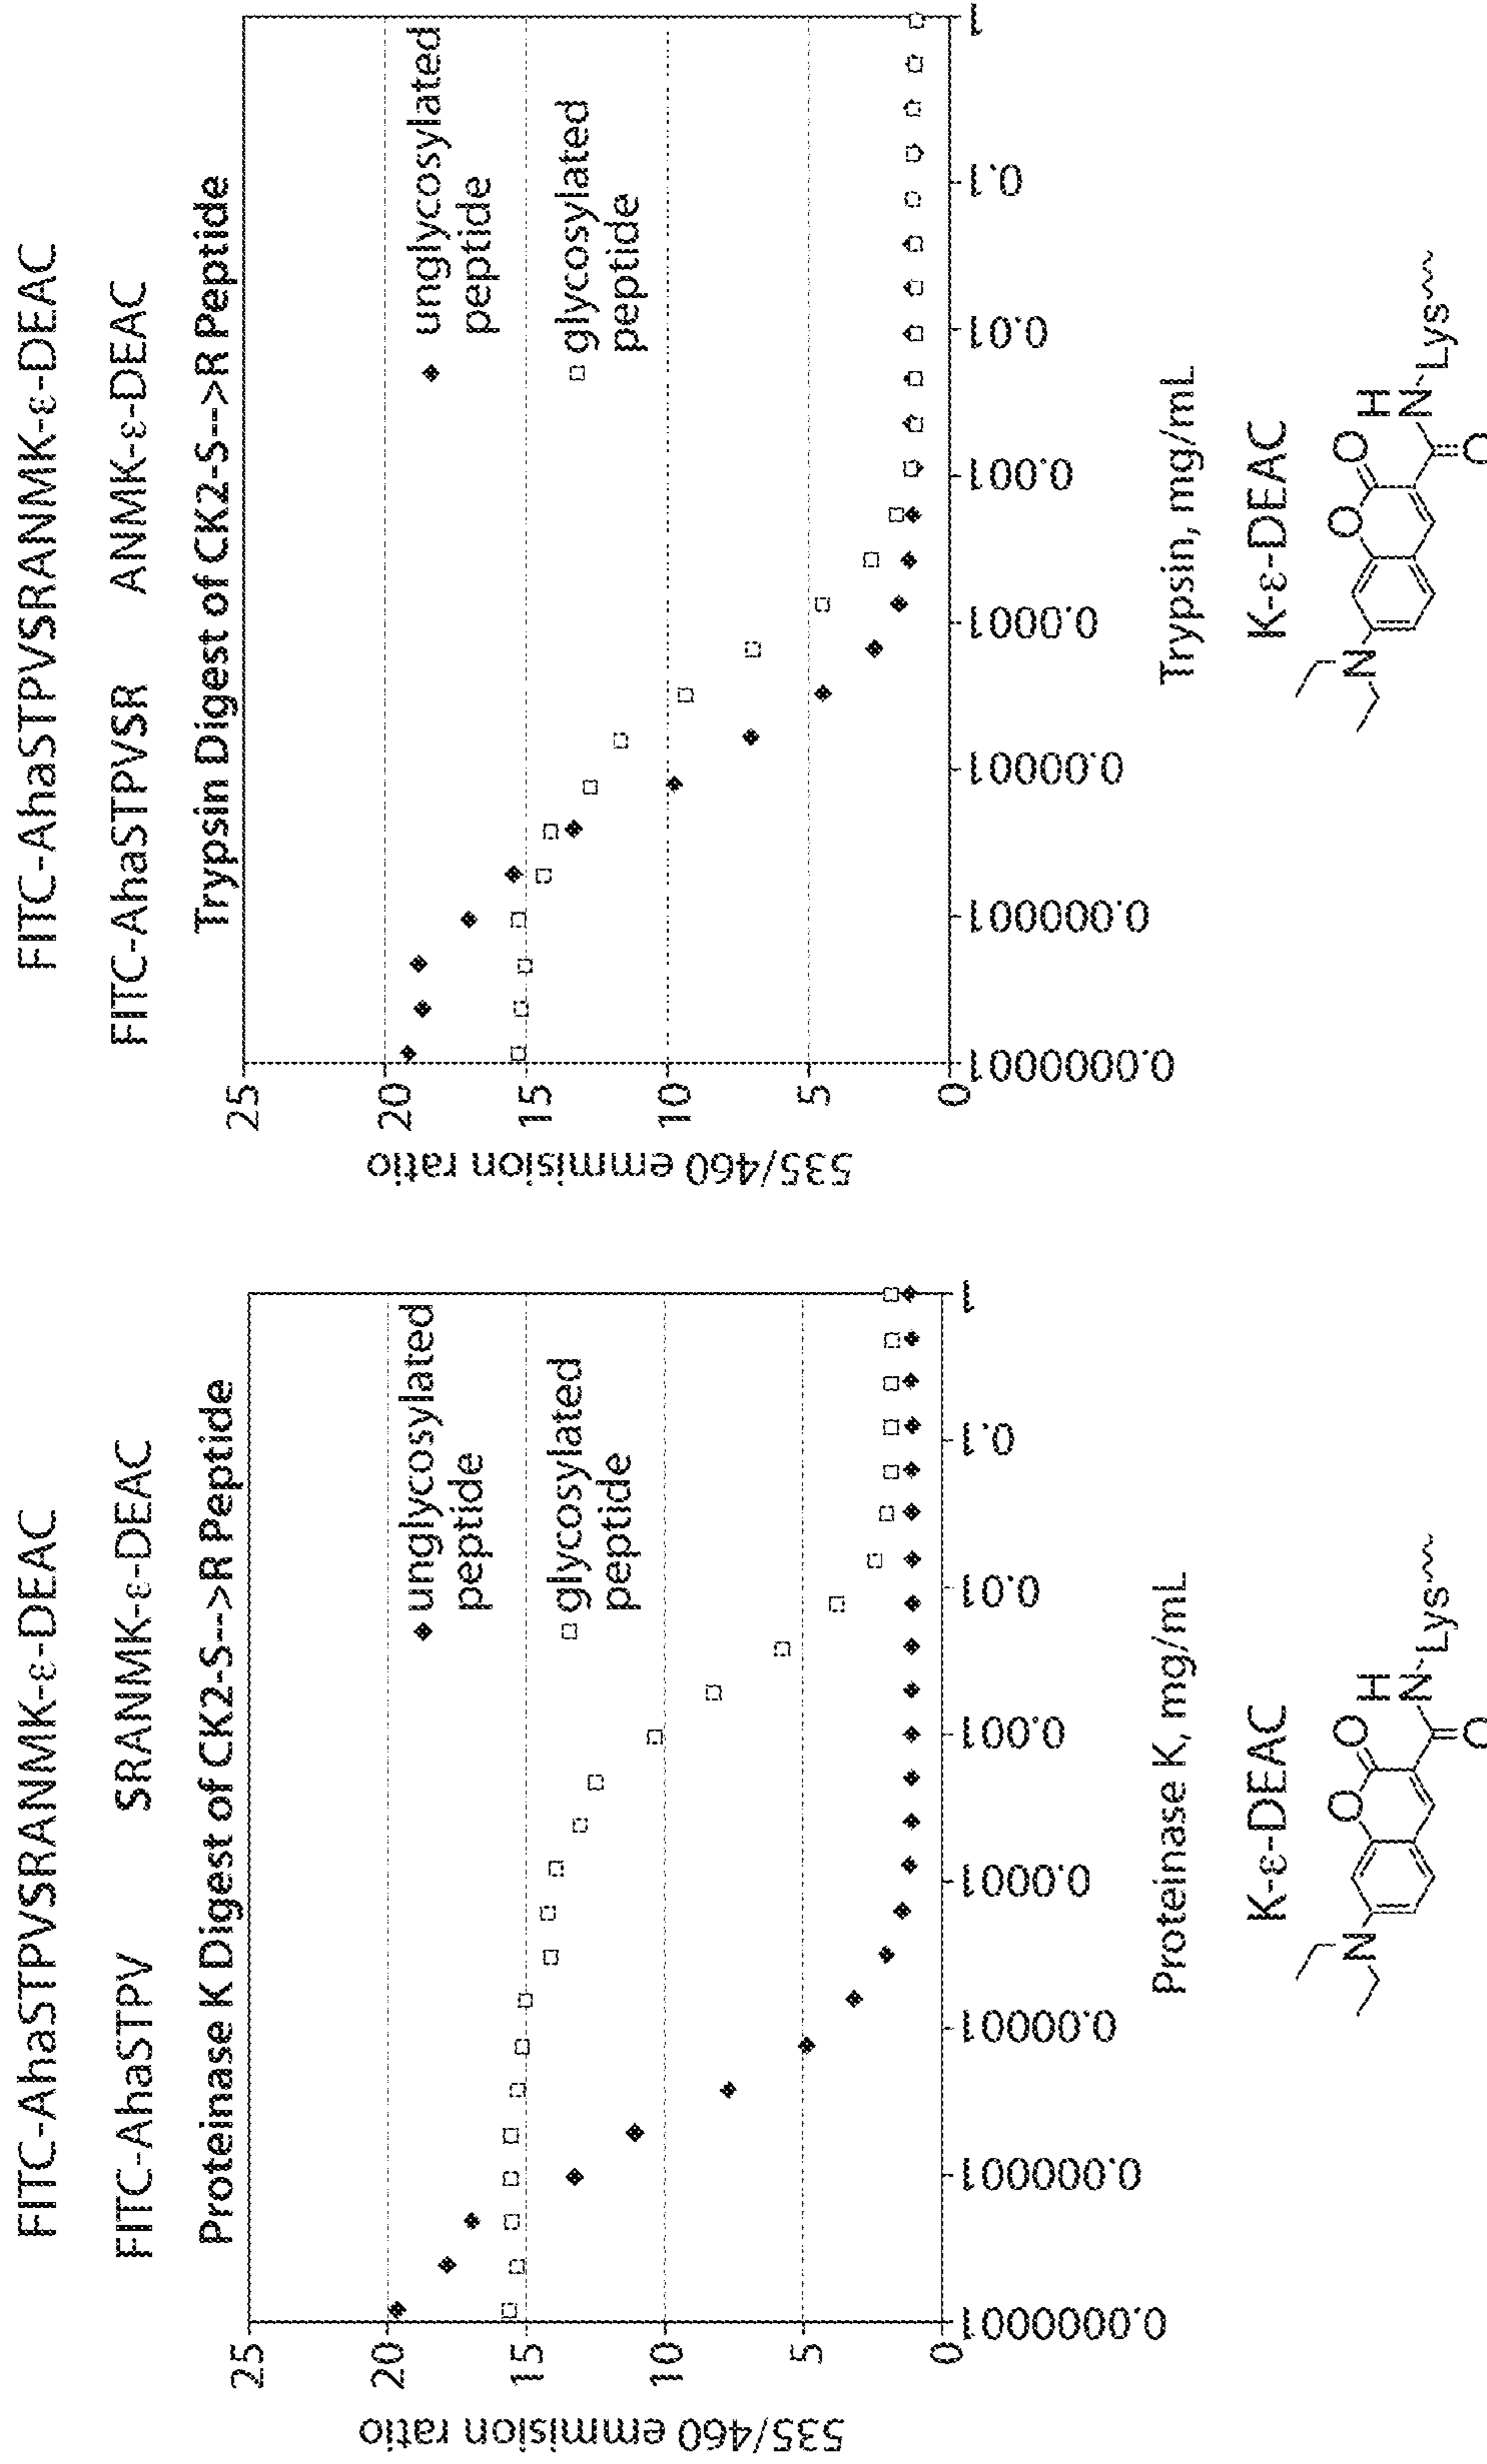 FITC-AhaSTPVSRANMK-ε-DEAC
FITC-AhaSTPV SRANMK-ε-DEAC
Proteinase K Digest of CK2-S-->R Peptide
535/460 emmision ratio
25
20
15
10
5
0
unglycosylated
peptide
glycosylated
peptide
0.0000001
0.000001
0.00001
0.0001
0.001
0.01
0.1
1
Proteinase K, mg/mL
K-ε-DEAC
N
O
O
O
H
N
Lys
FITC-AhaSTPVSRANMK-ε-DEAC
FITC-AhaSTPVSR ANMK-ε-DEAC
Trypsin Digest of CK2-S-->R Peptide
535/460 emmision ratio
25
20
15
10
5
0
unglycosylated
peptide
glycosylated
peptide
0.0000001
0.000001
0.00001
0.0001
0.001
0.01
0.1
1
Trypsin, mg/mL
K-ε-DEAC
N
O
O
O
H
N
Lys